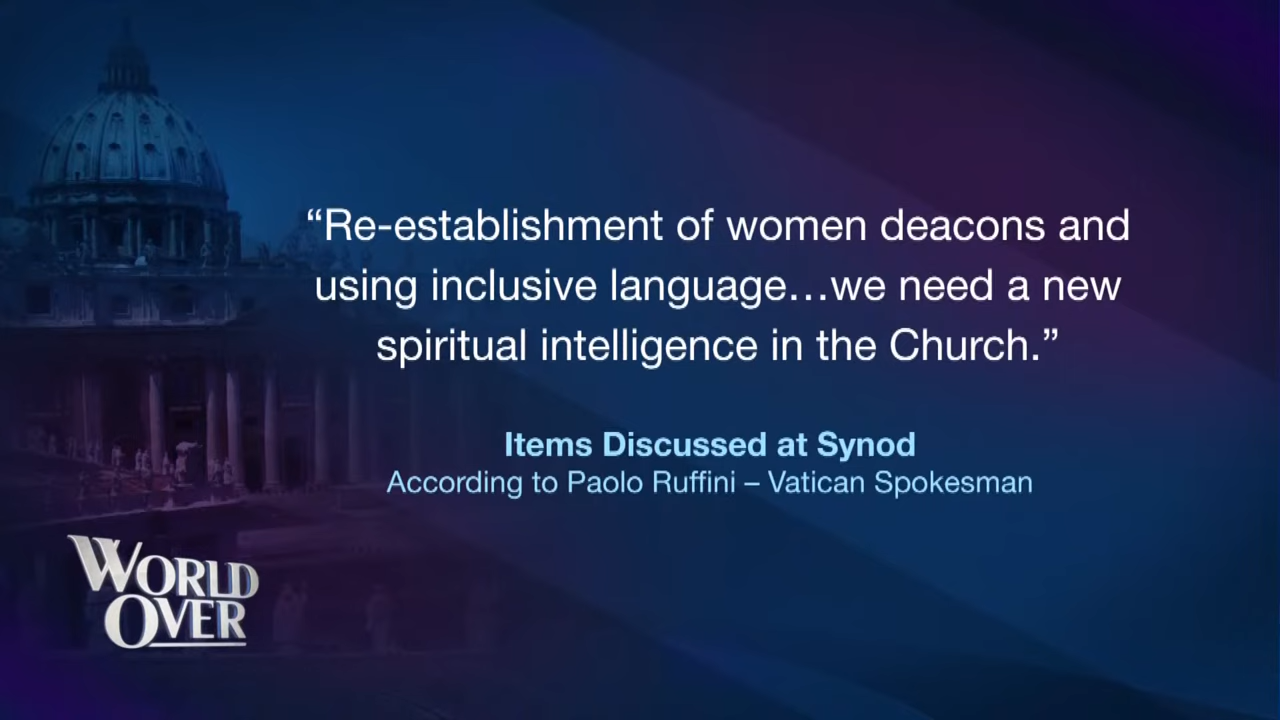 “Re-establishment of women deacons and
using inclusive language...we need a new
spiritual intelligence in the Church.”
Items Discussed at Synod
According to Paolo Ruffini – Vatican Spokesman
WORLD
OVER